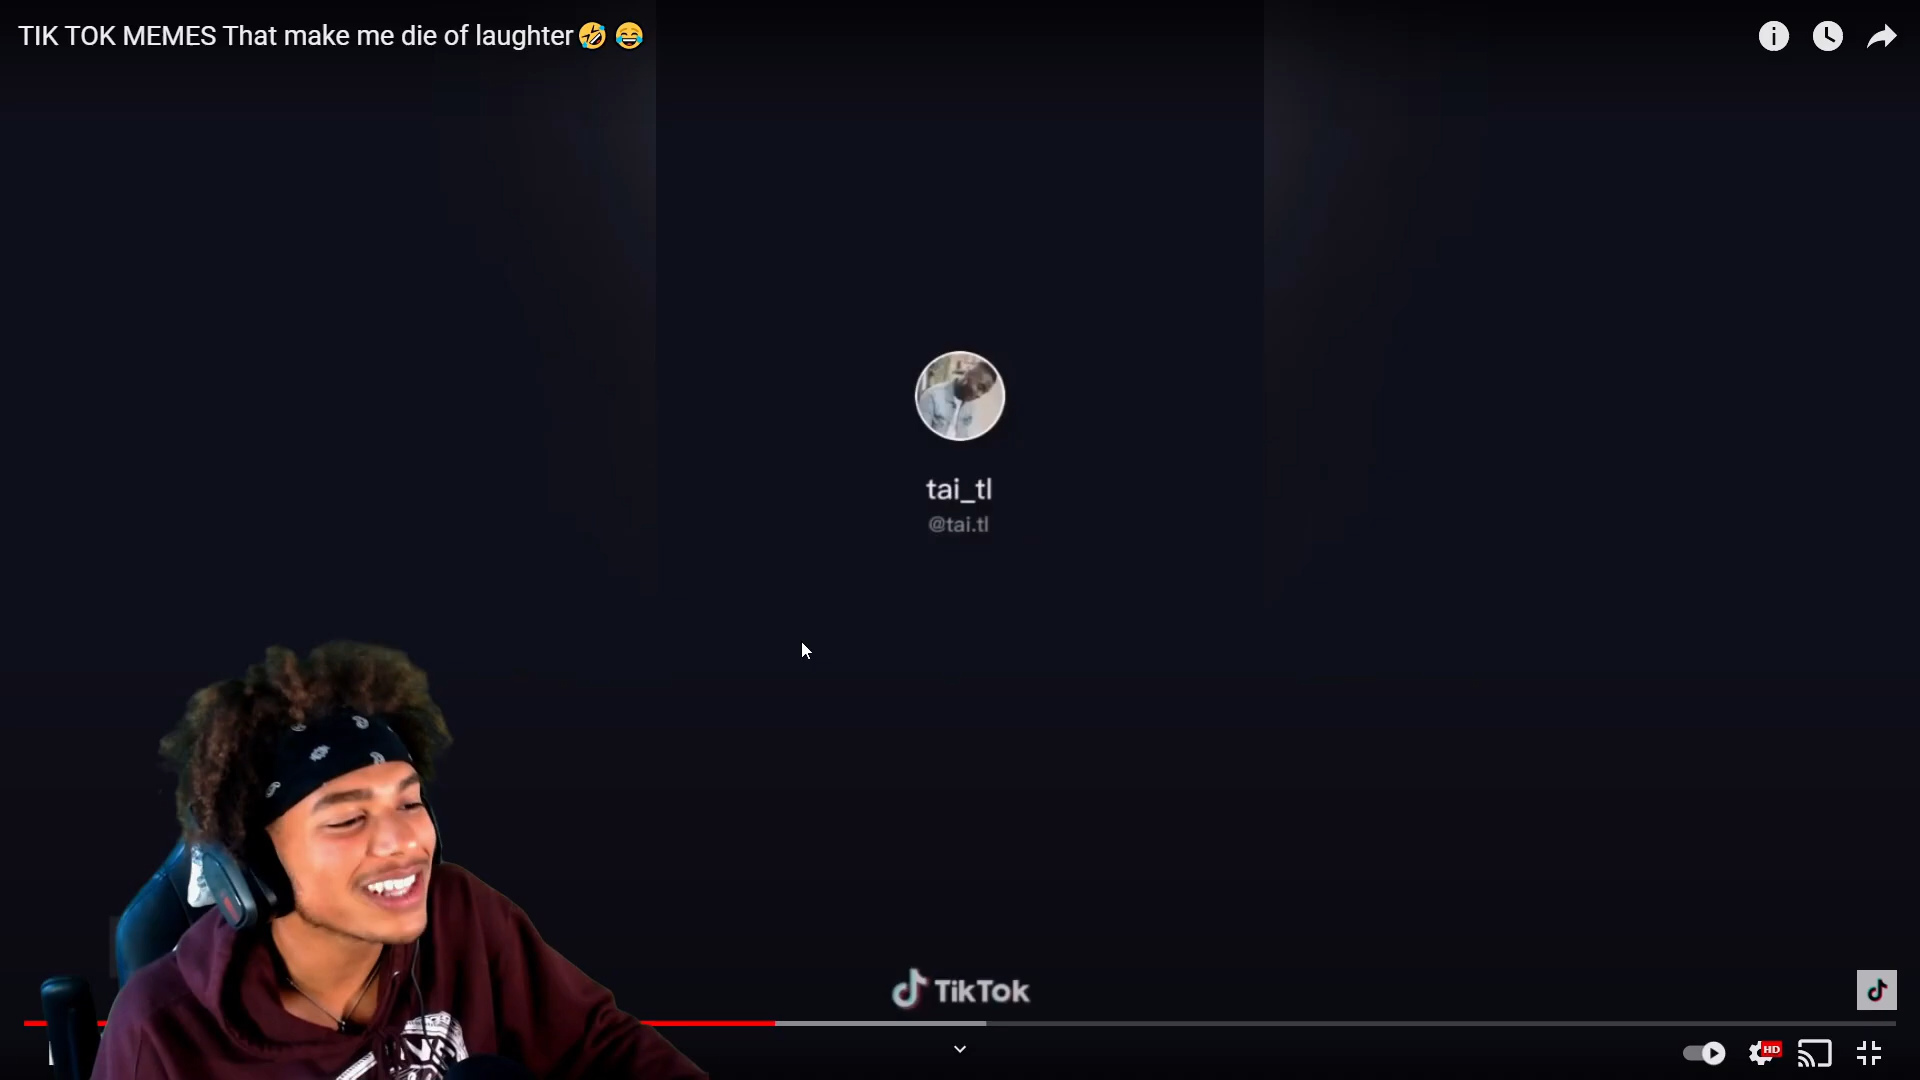 TIK TOK MEMES That make me die of laughter🤣 😂
tai_tl
@tai.tl
TikTok
HD